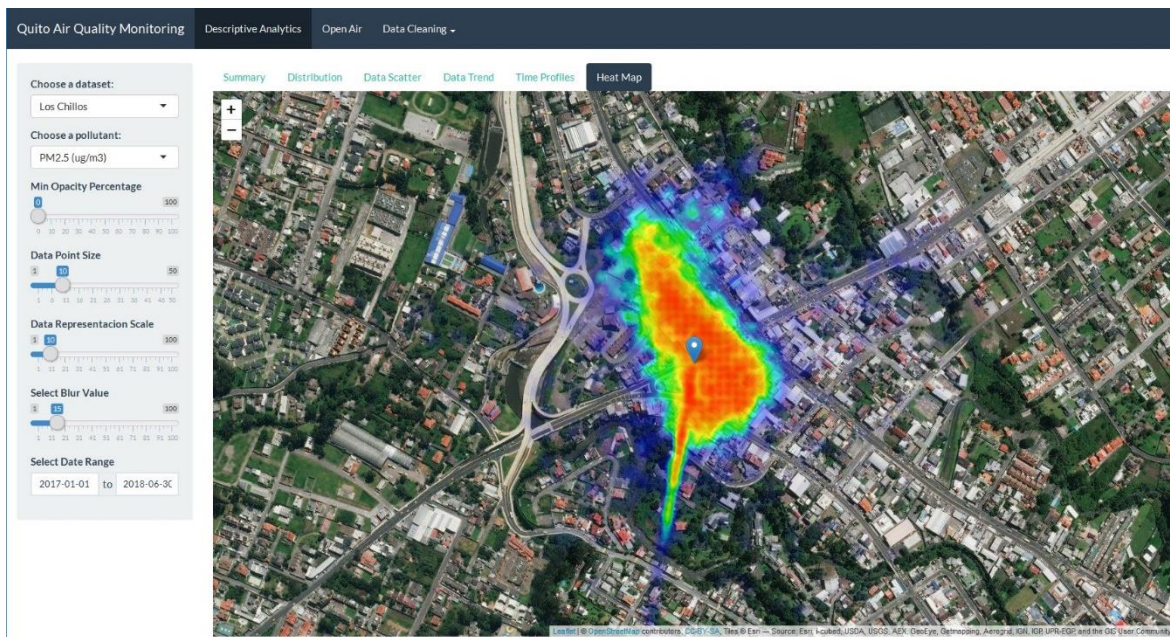 Quito Air Quality Monitoring Descriptive Analytics Open Air Data Cleaning
Summary Distribution Data Scatter Data Trend Time Profiles Heat Map
Choose a dataset:
Los Chillos
Choose a pollutant:
PM2.5 (ug/m3)
Min Opacity Percentage
0 100
0 10 20 30 40 50 60 70 80 90 100
Data Point Size
1 10 50
1 6 11 16 21 26 31 36 41 46 50
Data Representacion Scale
1 10 100
1 11 21 31 41 51 61 71 81 91 100
Select Blur Value
1 15 100
1 11 21 31 41 51 61 71 81 91 100
Select Date Range
2017-01-01 to 2018-06-30
+
−
Leaflet | © OpenStreetMap contributors, CC-BY-SA, Tiles © Esri — Source: Esri, i-cubed, USDA, USGS, AEX, GeoEye, Getmapping, Aerogrid, IGN, IGP, UPR-EGP, and the GIS User Community